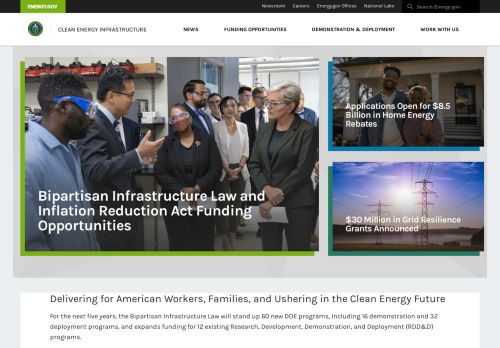 ENERGY.GOV
Newsroom
Careers
Energy.gov Offices
National Labs
Search Energy.gov
CLEAN ENERGY INFRASTRUCTURE
NEWS
FUNDING OPPORTUNITIES
DEMONSTRATION & DEPLOYMENT
WORK WITH US
Bipartisan Infrastructure Law and
Inflation Reduction Act Funding
Opportunities
Applications Open for $8.5
Billion in Home Energy
Rebates
$30 Million in Grid Resilience
Grants Announced
Delivering for American Workers, Families, and Ushering in the Clean Energy Future
For the next five years, the Bipartisan Infrastructure Law will stand up 60 new DOE programs, including 16 demonstration and 32
deployment programs, and expands funding for 12 existing Research, Development, Demonstration, and Deployment (RDD&D)
programs.